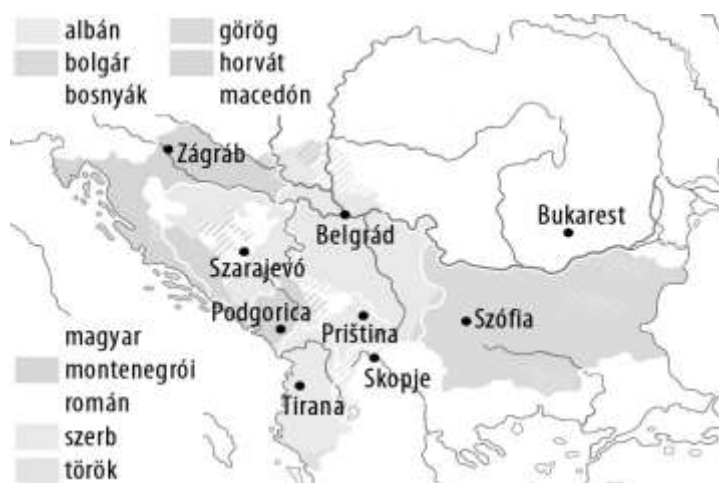 albán
bolgár
bosnyák
görög
horvát
macedón
Zágráb
Belgrád
Bukarest
Szarajevó
Podgorica
Priština
Szófia
Skopje
Tirana
magyar
montenegrói
román
szerb
török